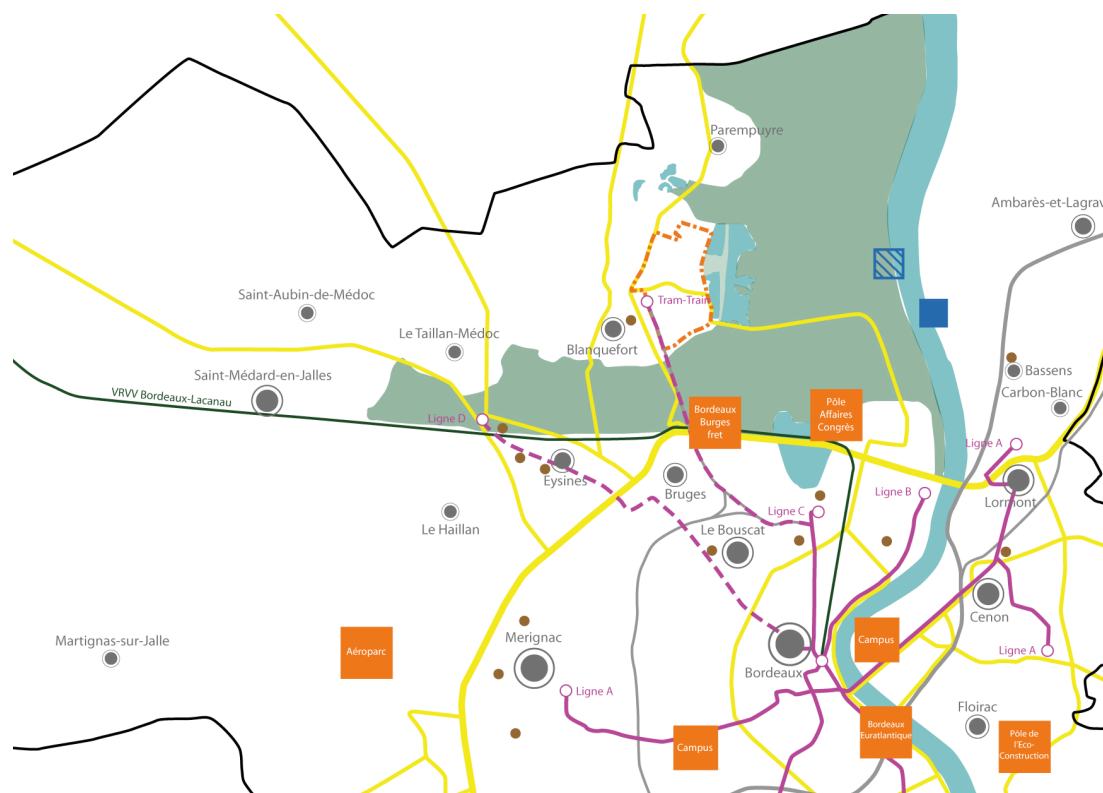 Parempuyre
Ambarès-et-Lagrav
Saint-Aubin-de-Médoc
Tram-Train
Le Taillan-Médoc
Blanquefort
Saint-Médard-en-Jalles
VRVV Bordeaux-Lacanau
Ligne D
Bordeaux
Burges
fret
Pôle
Affaires
Congrès
Bassens
Carbon-Blanc
Ligne A
Eysines
Bruges
Ligne B
Lormont
Le Haillan
Ligne C
Le Bouscat
Cenon
Martignas-sur-Jalle
Aéroparc
Merignac
Bordeaux
Campus
Ligne A
Ligne A
Campus
Bordeaux
Euratlantique
Floirac
Pôle de
l'Eco-
Construction